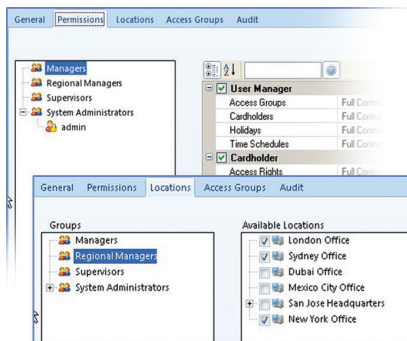 General Permissions Locations Access Groups Audit
Managers
Regional Managers
Supervisors
System Administrators
admin
User Manager
Access Groups Full Control
Cardholders Full Control
Holidays Full Control
Time Schedules Full Control
Cardholder
Access Rights Full Control
General Permissions Locations Access Groups Audit
Groups
Managers
Regional Managers
Supervisors
System Administrators
Available Locations
London Office
Sydney Office
Dubai Office
Mexico City Office
San Jose Headquarters
New York Office